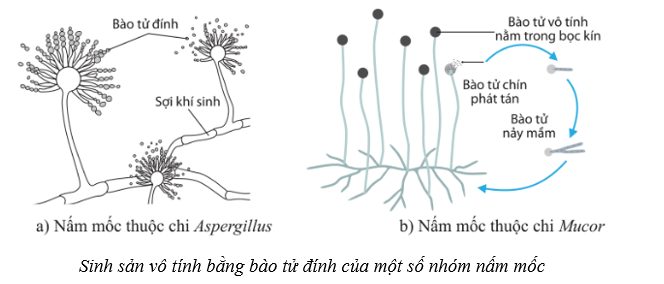 Bào tử đính
Sợi khí sinh
a) Nấm mốc thuộc chi Aspergillus
Bào tử vô tính
nằm trong bọc kín
Bào tử chín
phát tán
Bào tử
nảy mầm
b) Nấm mốc thuộc chi Mucor
Sinh sản vô tính bằng bào tử đính của một số nhóm nấm mốc